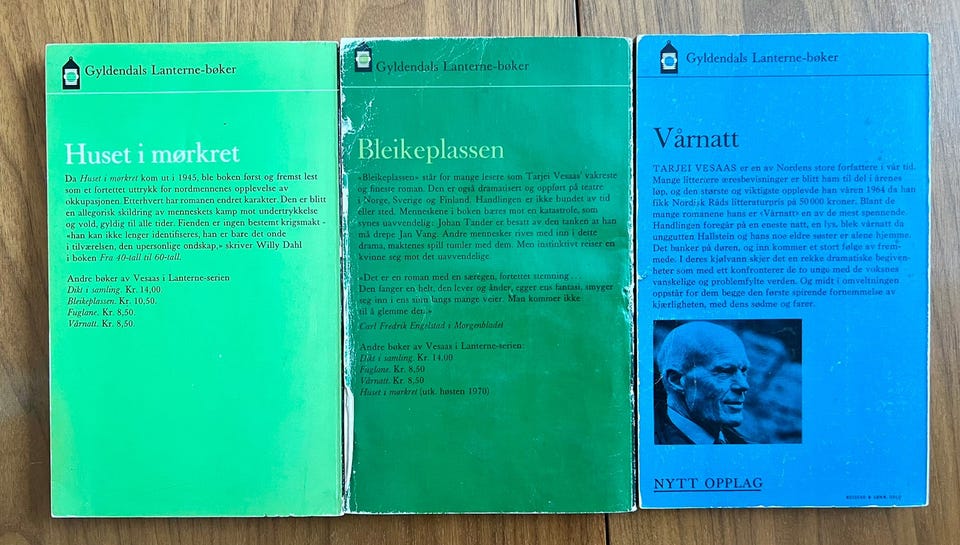 Gyldendals Lanterne-bøker
Huset i mørkret
Da Huset i mørkret kom ut i 1945, ble boken først og fremst lest
som et fortettet uttrykk for nordmennenes opplevelse av
okkupasjonen. Etterhvert har romanen endret karakter. Den er blitt
en allegorisk skildring av menneskets kamp mot undertrykkelse
og vold, gyldig til alle tider. Fienden er ingen bestemt krigsmakt -
«han kan ikke lenger identifiseres, han er bare det onde
i tilværelsen, den upersonlige ondskap,» skriver Willy Dahl
i boken Fra 40-tall til 60-tall.
Andre bøker av Vesaas i Lanterne-serien
Dikt i samling. Kr. 14,00.
Bleikeplassen. Kr. 10,50.
Fuglane. Kr. 8,50.
Vårnatt. Kr. 8,50.
Gyldendals Lanterne-bøker
Bleikeplassen
«Bleikeplassen» står for mange lesere som Tarjei Vesaas' vakreste
og fineste roman. Den er også dramatisert og oppført på teatre
i Norge, Sverige og Finland. Handlingen er ikke bundet av tid
eller sted. Menneskene i boken bæres mot en katastrofe, som
synes uavvendelig: Johan Tander er besatt av den tanken at han
må drepe Jan Vang. Andre mennesker rives med inn i dette
drama, maktenes spill tumler med dem. Men instinktivt reiser en
kvinne seg mot det uavvendelige.
«Det er en roman med en særegen, fortettet stemning . . . .
Den fanger en helt, den lever og ånder, egger ens fantasi, smyger
seg inn i ens sinn langs mange veier. Man kommer ikke
til å glemme den.»
Carl Fredrik Engelstad i Morgenbladet
Andre bøker av Vesaas i Lanterne-serien:
Dikt i samling. Kr. 14,00
Fuglane. Kr. 8,50
Vårnatt. Kr. 8,50
Huset i mørkret (utk. høsten 1970)
Gyldendals Lanterne-bøker
Vårnatt
TARJEI VESAAS er en av Nordens store forfattere i vår tid.
Mange litterære æresbevisninger er blitt ham til del i årenes
løp, og den største og viktigste opplevde han våren 1964 da han
fikk Nordisk Råds litteraturpris på 50 000 kroner. Blant de
mange romanene hans er «Vårnatt» en av de mest spennende.
Handlingen foregår på en eneste natt, en lys, blek vårnatt da
unggutten Hallstein og hans noe eldre søster er alene hjemme.
Det banker på døren, og inn kommer et stort følge av frem-
mede. I deres kjølvann skjer det en rekke dramatiske begiven-
heter som med ett konfronterer de to unge med de voksnes
vanskelige og problemfylte verden. Og midt i omveltningen
oppstår for dem begge den første spirende fornemmelse av
kjærligheten, med dens sødme og farer.
NYTT OPPLAG